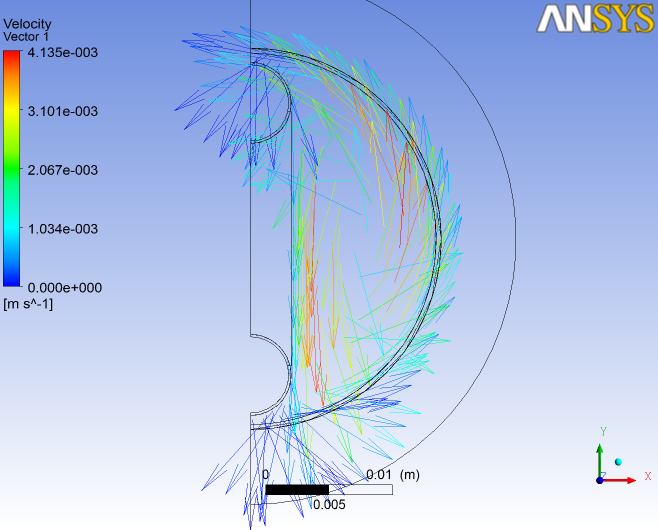 Velocity
Vector 1
ANSYS
4.135e-003
3.101e-003
2.067e-003
1.034e-003
0.000e+000
[m s^-1]
Y
X
Z
0 0.01 (m)
0.005